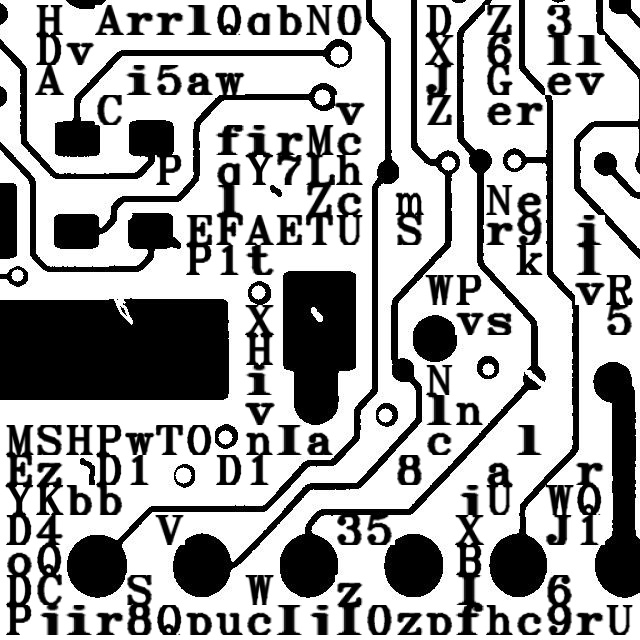 H ArrlQabNO D Z 3
Dv X 6 ll
A i5aw J G ev
C v Z er
firMc
P qY7Lh
l Zc m Ne
EFAETU S r9 i
P1t k l
WP vR
X vs 5
H
i N
v ln
MSHPwTO nIa c l
Ez D1 D1 8 a r
YKbb iU WQ
D4 V 35 X J1
oQ B
DC S W z I 6
Pjir8QpucIjIOzpfhc9rU